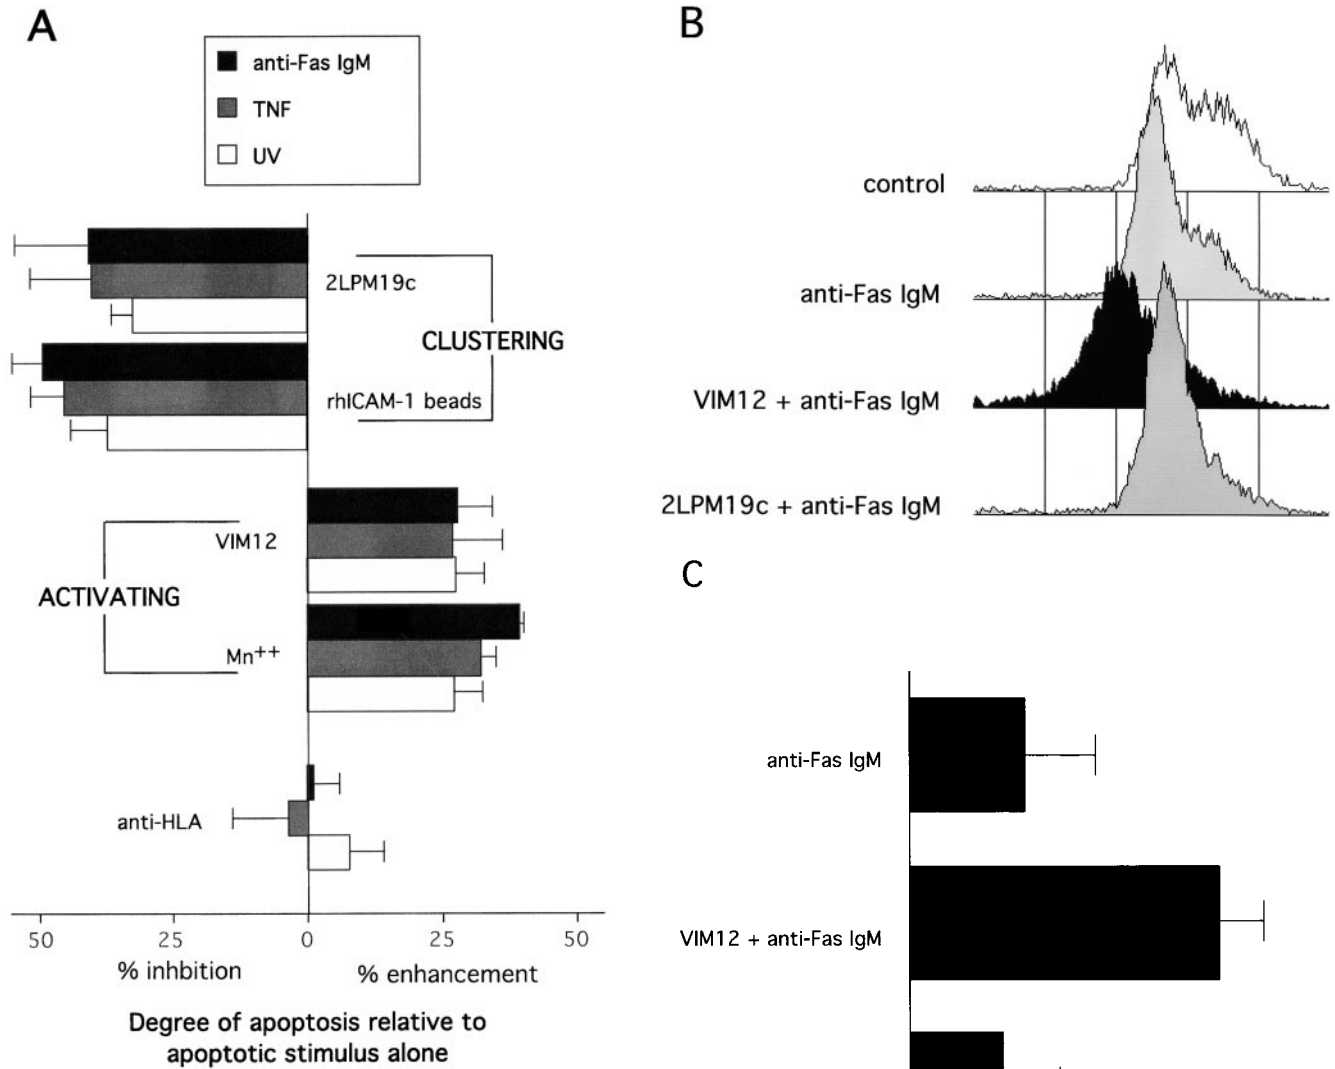 A
anti-Fas IgM
TNF
UV
2LPM19c
CLUSTERING
rhICAM-1 beads
VIM12
ACTIVATING
Mn++
anti-HLA
50 25 0 25 50
% inhbition % enhancement
Degree of apoptosis relative to
apoptotic stimulus alone
B
control
anti-Fas IgM
VIM12 + anti-Fas IgM
2LPM19c + anti-Fas IgM
C
anti-Fas IgM
VIM12 + anti-Fas IgM